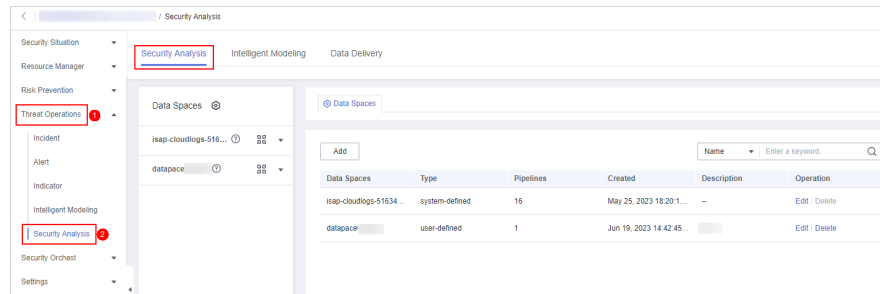 / Security Analysis
Security Situation
Resource Manager
Risk Prevention
Threat Operations 1
Incident
Alert
Indicator
Intelligent Modeling
Security Analysis 2
Security Orchest
Settings
Security Analysis Intelligent Modeling Data Delivery
Data Spaces
isap-cloudlogs-516...
datapace
Data Spaces
Add Name Enter a keyword.
Data Spaces Type Pipelines Created Description Operation
isap-cloudlogs-51634... system-defined 16 May 25, 2023 18:20:1... -- Edit | Delete
datapace user-defined 1 Jun 19, 2023 14:42:45... Edit | Delete